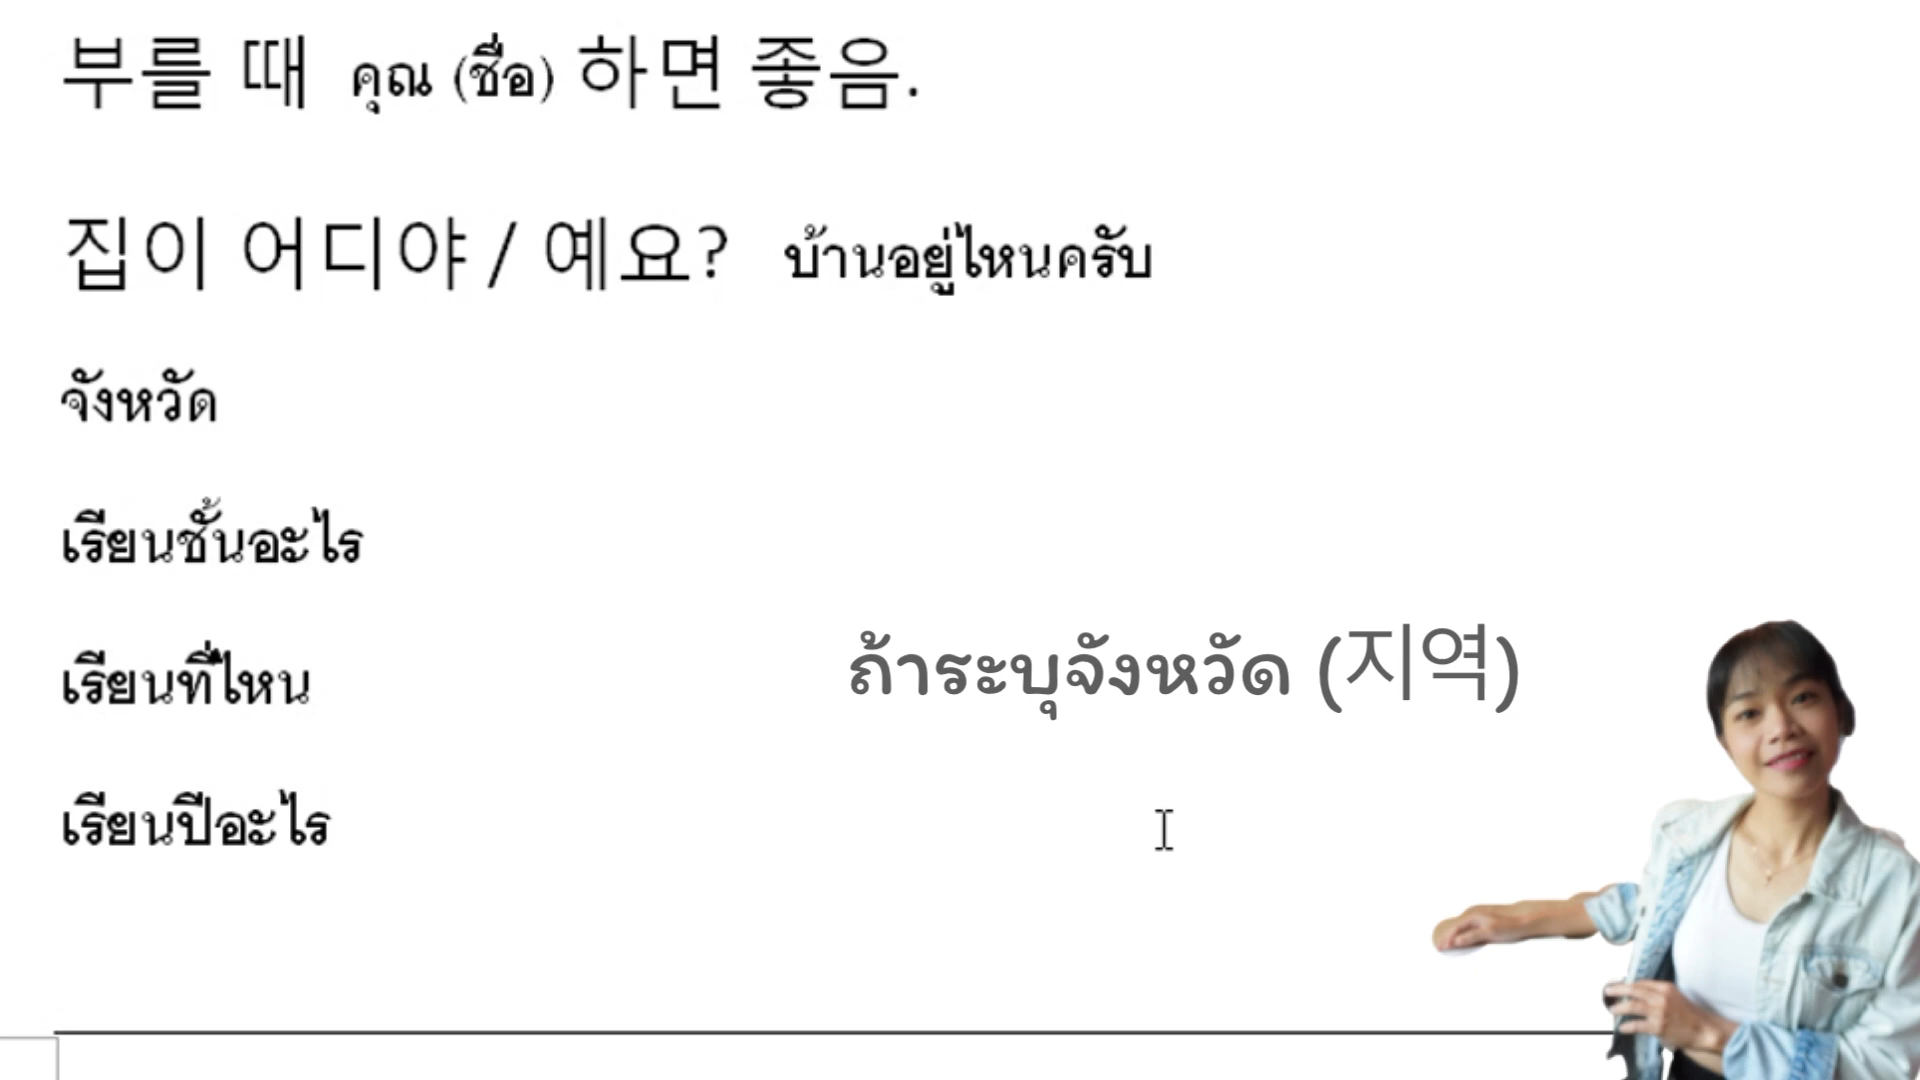 부를 때 คุณ (ชื่อ) 하면 좋음.
집이 어디야 / 예요? บ้านอยู่ไหนครับ
จังหวัด
เรียนชั้นอะไร
เรียนที่ไหน
ถ้าระบุจังหวัด (지역)
เรียนปีอะไร